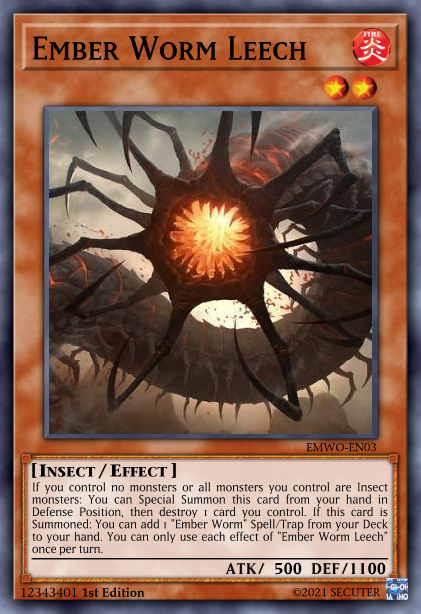 Ember Worm Leech
FIRE
炎
EMWO-EN03
[Insect / Effect]
If you control no monsters or all monsters you control are Insect
monsters: You can Special Summon this card from your hand in
Defense Position, then destroy 1 card you control. If this card is
Summoned: You can add 1 "Ember Worm" Spell/Trap from your Deck
to your hand. You can only use each effect of "Ember Worm Leech"
once per turn.
ATK/ 500 DEF/1100
12343401 1st Edition
©2021 SECUTER